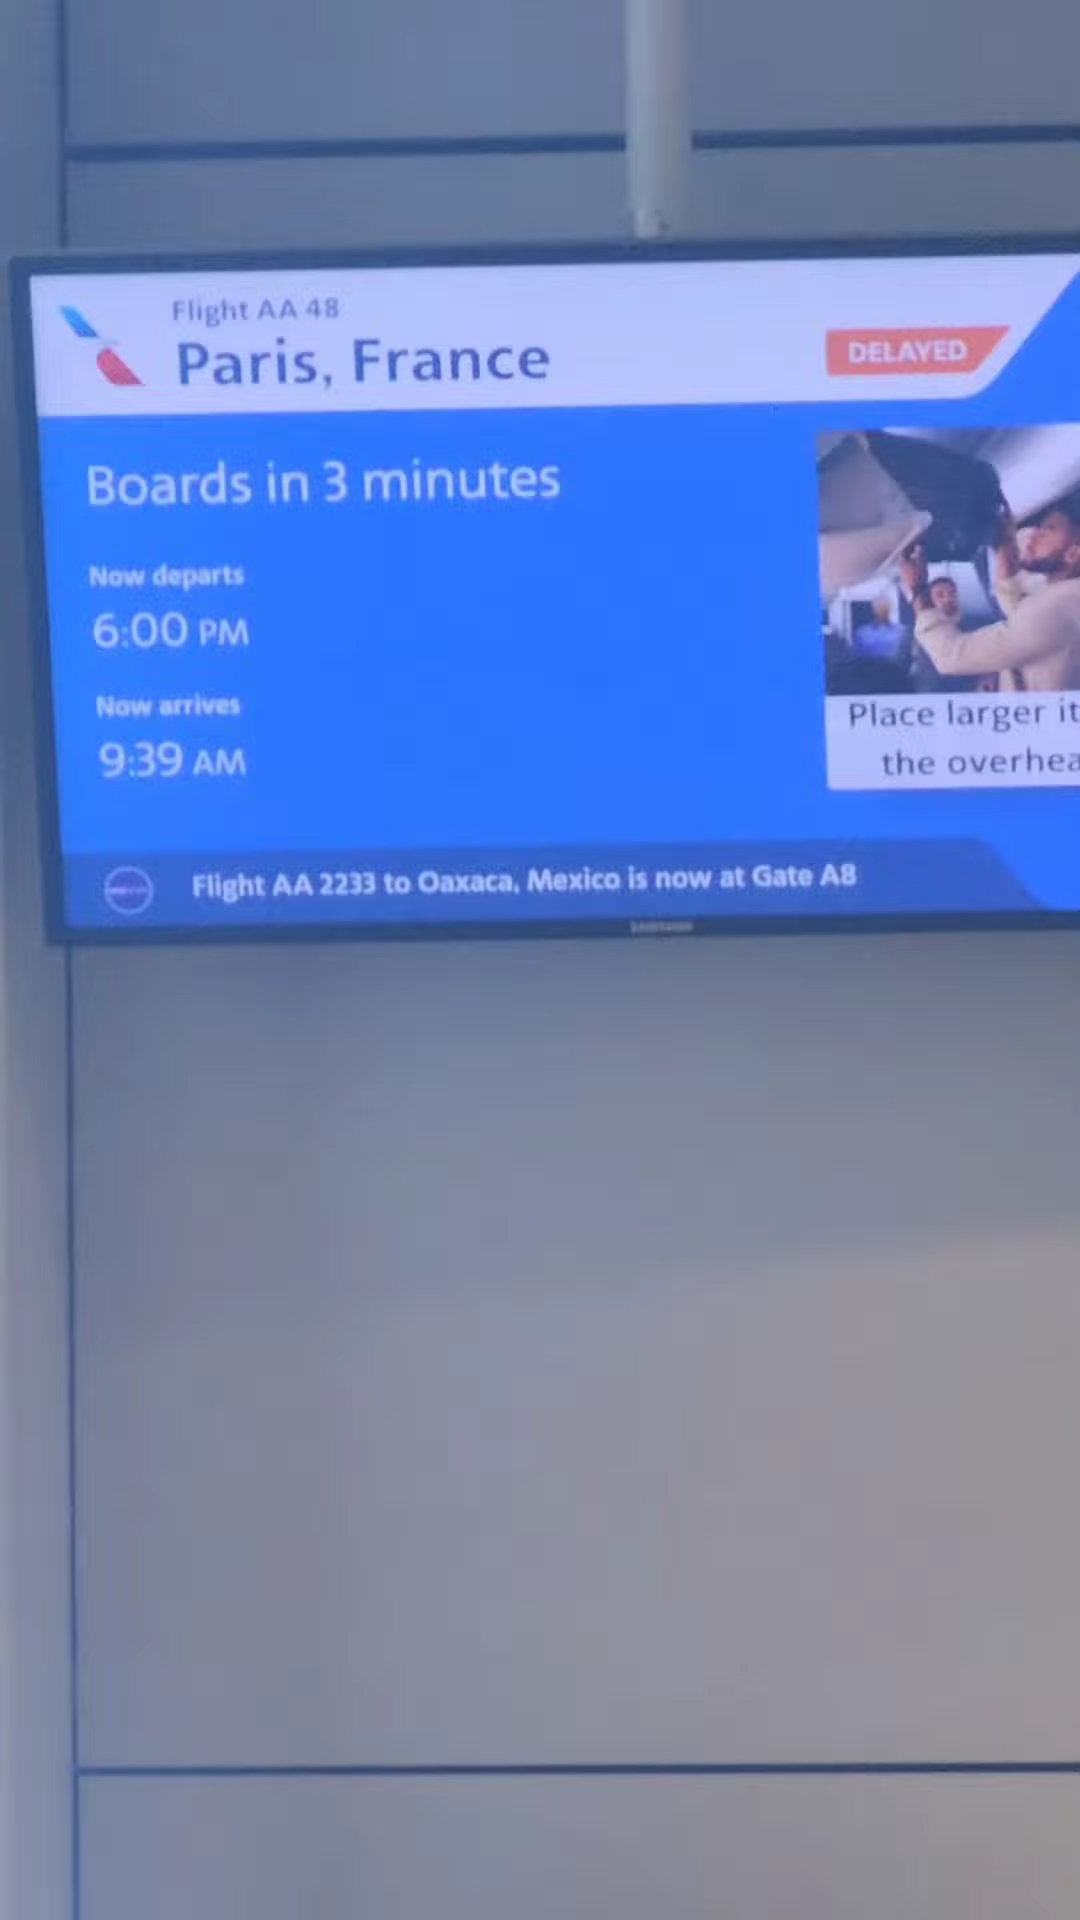 Flight AA 48
Paris, France
DELAYED
Boards in 3 minutes
Now departs
6:00 PM
Now arrives
9:39 AM
Place larger it
the overhea
Flight AA 2233 to Oaxaca, Mexico is now at Gate A8
SAMSUNG